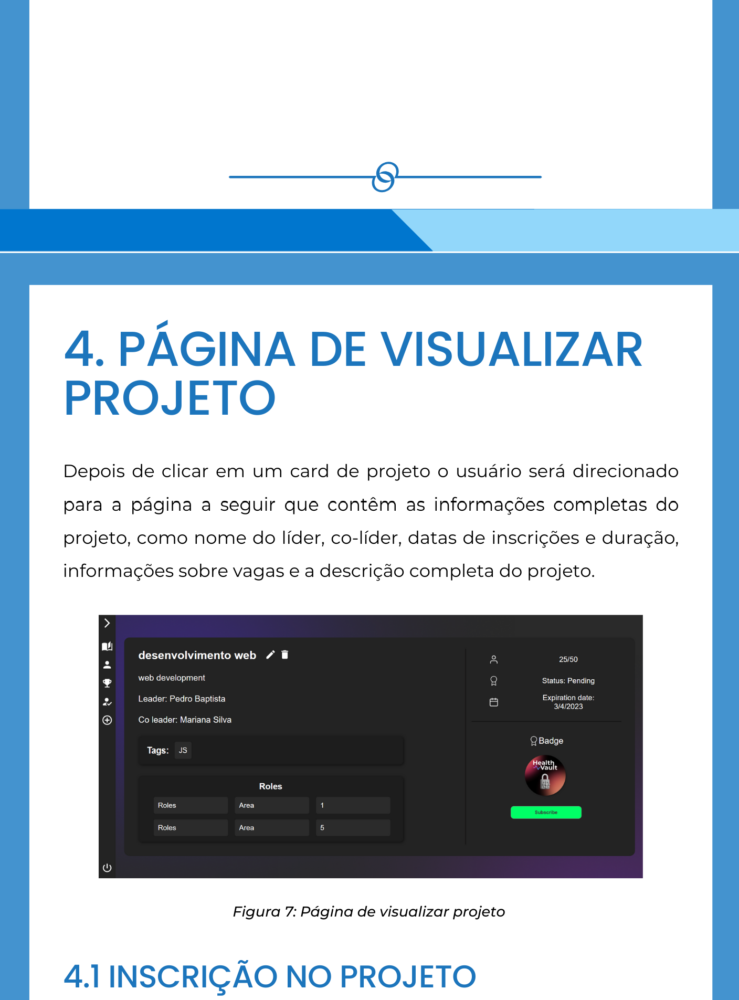 4. PÁGINA DE VISUALIZAR
PROJETO
Depois de clicar em um card de projeto o usuário será direcionado
para a página a seguir que contêm as informações completas do
projeto, como nome do líder, co-líder, datas de inscrições e duração,
informações sobre vagas e a descrição completa do projeto.
desenvolvimento web
web development
Leader: Pedro Baptista
Co leader: Mariana Silva
Tags: JS
Roles
Roles Area 1
Roles Area 5
25/50
Status: Pending
Expiration date:
3/4/2023
Badge
Health
Vault
Subscribe
Figura 7: Página de visualizar projeto
4.1 INSCRIÇÃO NO PROJETO